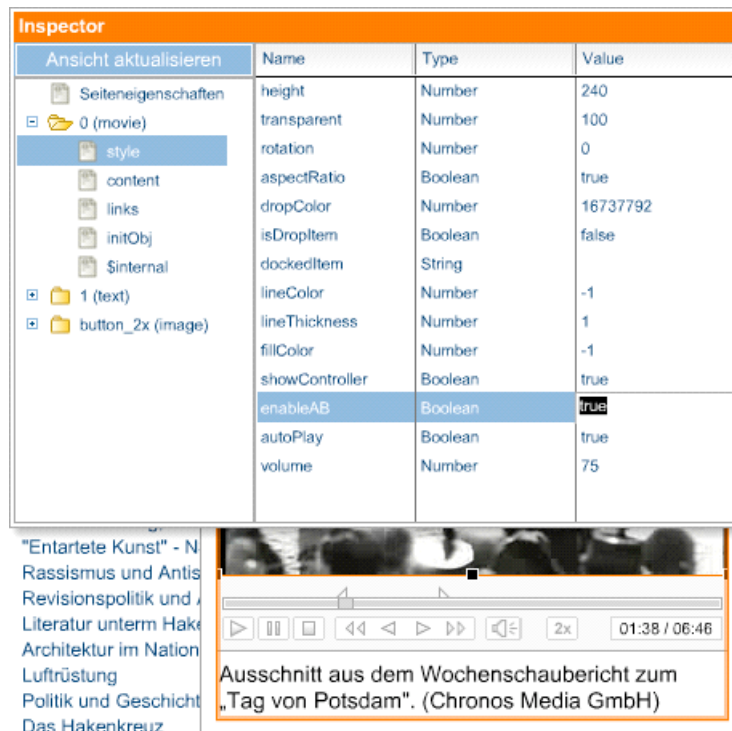 Inspector
Ansicht aktualisieren
Name Type Value
Seiteneigenschaften
0 (movie)
style
content
links
initObj
$internal
1 (text)
button_2x (image)
height Number 240
transparent Number 100
rotation Number 0
aspectRatio Boolean true
dropColor Number 16737792
isDropItem Boolean false
dockedItem String
lineColor Number -1
lineThickness Number 1
fillColor Number -1
showController Boolean true
enableAB Boolean true
autoPlay Boolean true
volume Number 75
"Entartete Kunst" - N
Rassismus und Antis
Revisionspolitik und
Literatur unterm Hake
Architektur im Nation
Luftrüstung
Politik und Geschicht
Das Hakenkreuz
2x 01:38 / 06:46
Ausschnitt aus dem Wochenschaubericht zum
„Tag von Potsdam". (Chronos Media GmbH)